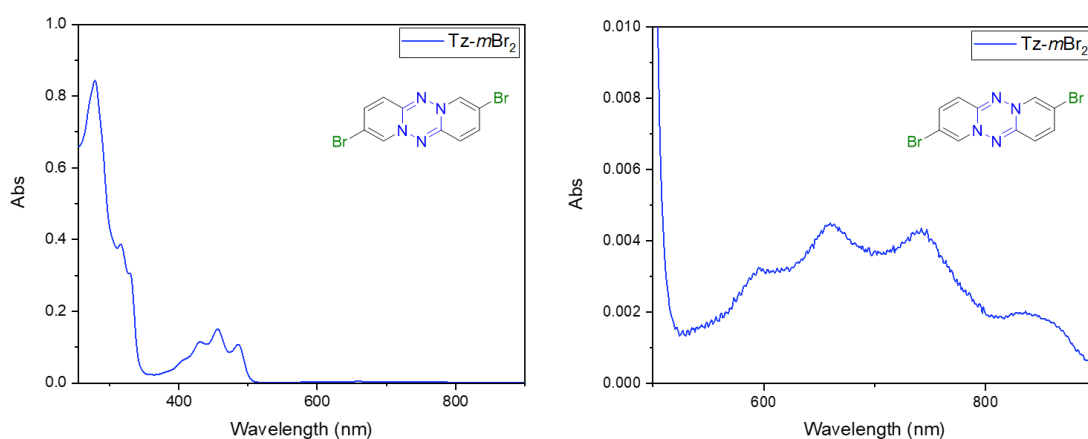 Tz-mBr₂
1.0
0.8
0.6
0.4
0.2
0.0
400
600
800
Abs
Wavelength (nm)
Br
N
N
N
N
Br
Tz-mBr₂
0.010
0.008
0.006
0.004
0.002
0.000
600
800
Abs
Wavelength (nm)
Br
N
N
N
N
Br